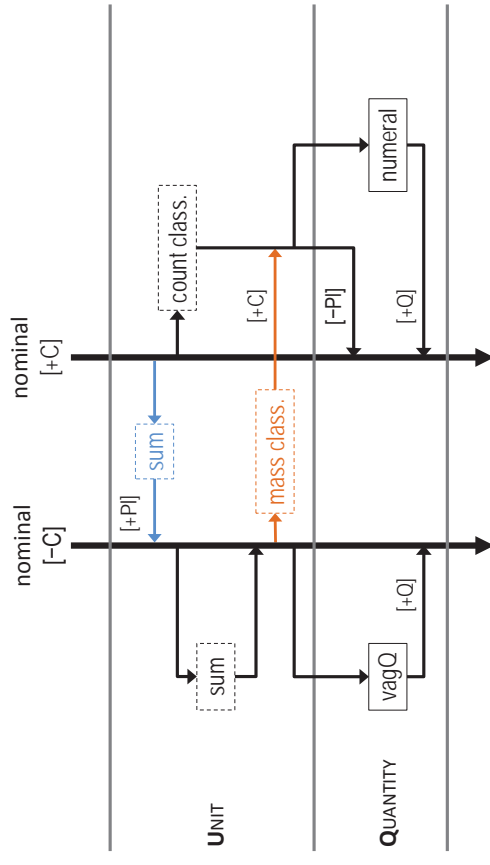 nominal
[−C]
nominal
[+C]
UNIT
sum
[+Pl]
sum
count class.
mass class.
[+C]
QUANTITY
vagQ
[+Q]
[−Pl]
[+Q]
numeral